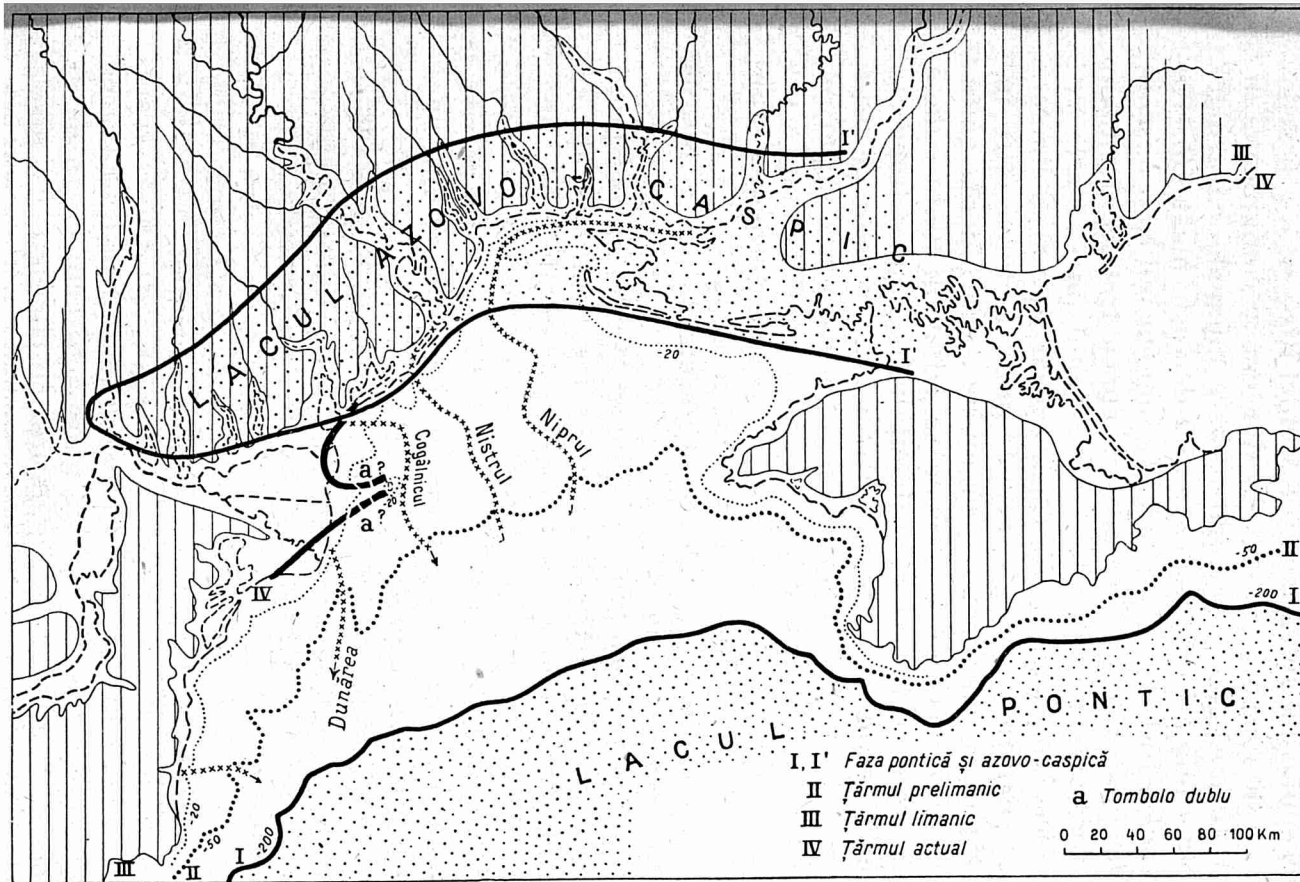 I'
III
IV
LACUL AZOVO CASPIC
-20
I'
Niprul
Nistrul
Cogâlnicul
a?
-20
a?
IV
-50
II
-200
I
Dunărea
LACUL PONTIC
-20
-50
-200
III
II
I
I, I' Faza pontică și azovo-caspică
II Țărmul prelimanic
III Țărmul limanic
IV Țărmul actual
a Tombolo dublu
0 20 40 60 80 100 Km